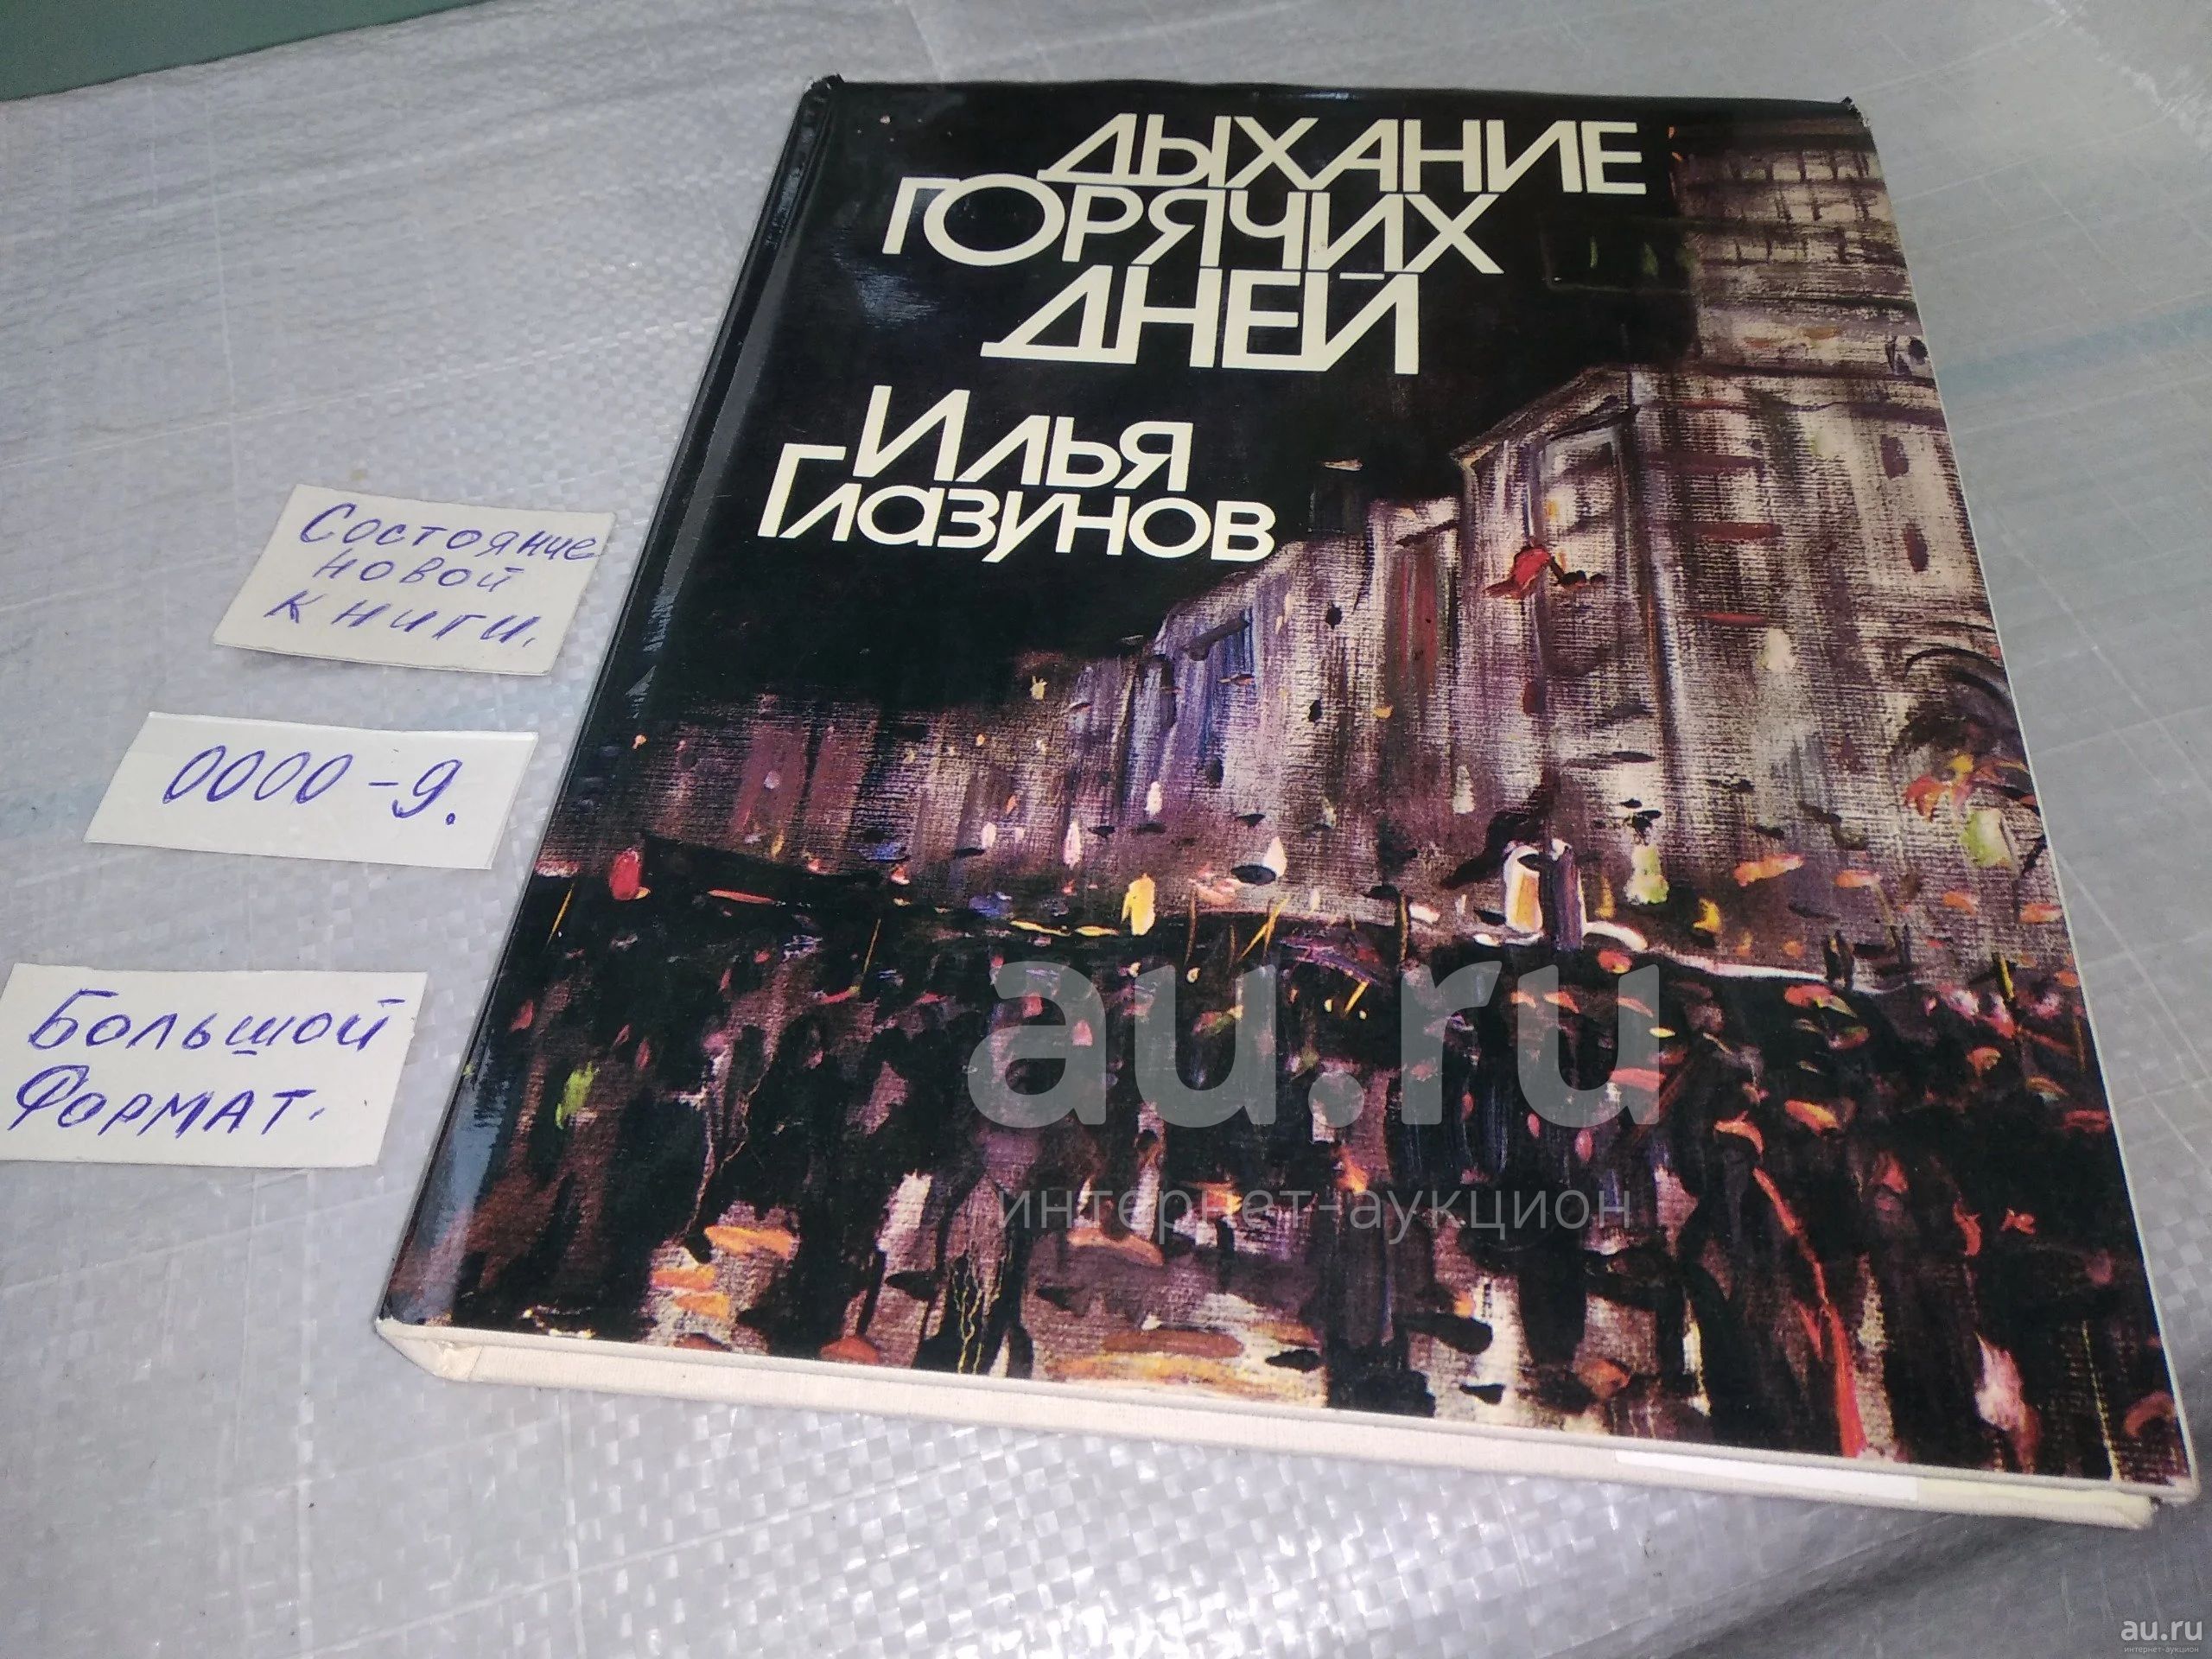 ДЫХАНИЕ
ГОРЯЧИХ
ДНЕЙ
ИЛЬЯ
ГЛАЗУНОВ
Состояние
новой
книги.
0000-9.
Большой
Формат.
au.ru
интернет-аукцион
au.ru
интернет-аукцион